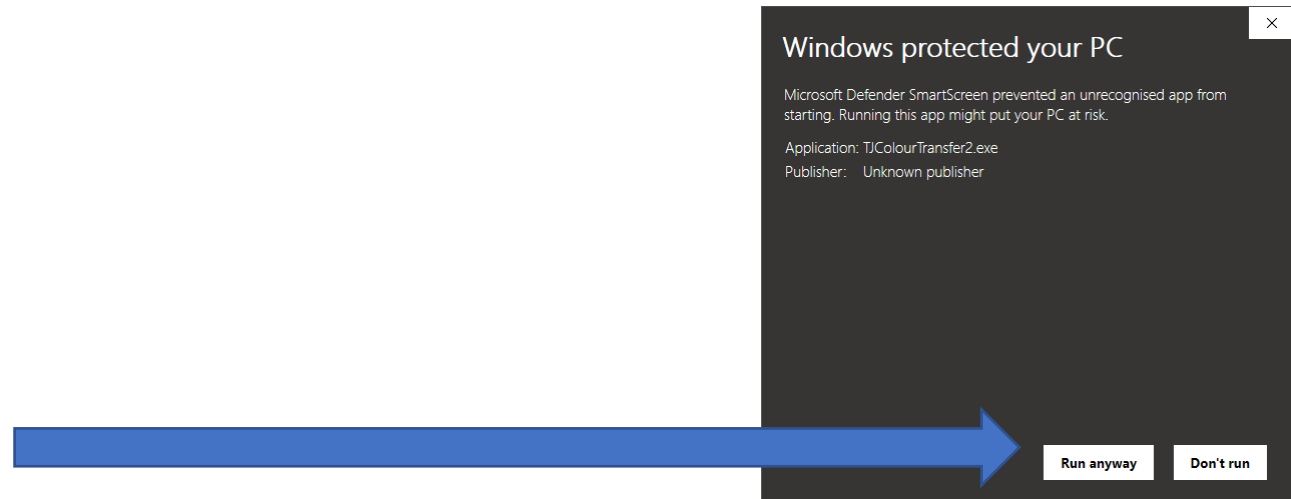 Windows protected your PC
Microsoft Defender SmartScreen prevented an unrecognised app from
starting. Running this app might put your PC at risk.
Application: TJColourTransfer2.exe
Publisher: Unknown publisher
Run anyway
Don't run